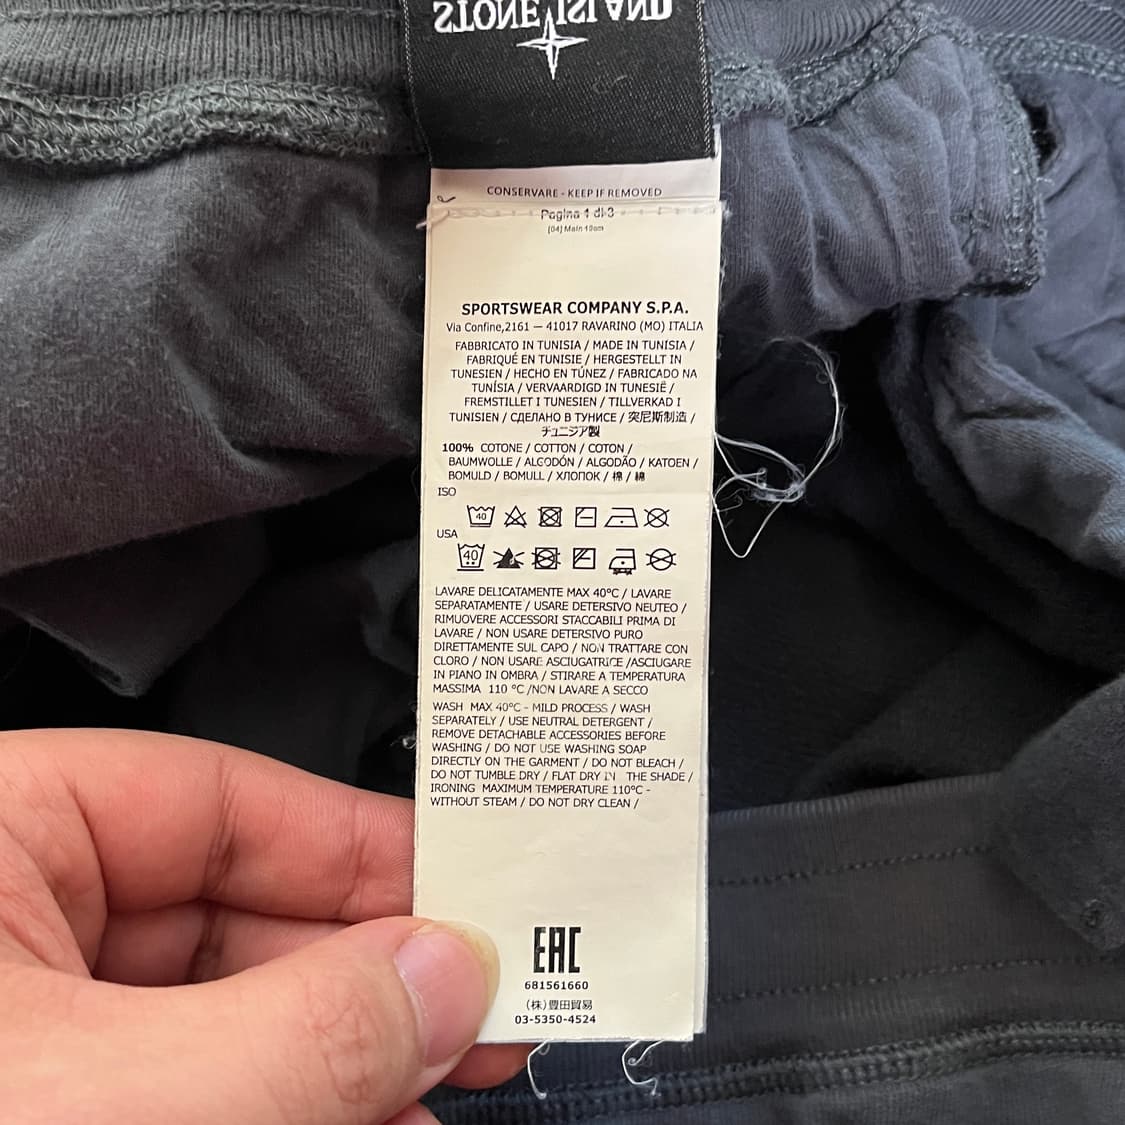 STONE ISLAND
CONSERVARE - KEEP IF REMOVED
Pagina 1 di 3
[04] Main 19am
SPORTSWEAR COMPANY S.P.A.
Via Confine,2161 — 41017 RAVARINO (MO) ITALIA
FABBRICATO IN TUNISIA / MADE IN TUNISIA /
FABRIQUÉ EN TUNISIE / HERGESTELLT IN
TUNESIEN / HECHO EN TÚNEZ / FABRICADO NA
TUNÍSIA / VERVAARDIGD IN TUNESIË /
FREMSTILLET I TUNESIEN / TILLVERKAD I
TUNISIEN / СДЕЛАНО В ТУНИСЕ / 突尼斯制造 /
チュニジア製
100% COTONE / COTTON / COTON /
BAUMWOLLE / ALGODÓN / ALGODÃO / KATOEN /
BOMULD / BOMULL / ХЛОПОК / 棉 / 綿
ISO
40
USA
40
LAVARE DELICATAMENTE MAX 40°C / LAVARE
SEPARATAMENTE / USARE DETERSIVO NEUTEO /
RIMUOVERE ACCESSORI STACCABILI PRIMA DI
LAVARE / NON USARE DETERSIVO PURO
DIRETTAMENTE SUL CAPO / NON TRATTARE CON
CLORO / NON USARE ASCIUGATRICE /ASCIUGARE
IN PIANO IN OMBRA / STIRARE A TEMPERATURA
MASSIMA 110 °C /NON LAVARE A SECCO
WASH MAX 40°C - MILD PROCESS / WASH
SEPARATELY / USE NEUTRAL DETERGENT /
REMOVE DETACHABLE ACCESSORIES BEFORE
WASHING / DO NOT USE WASHING SOAP
DIRECTLY ON THE GARMENT / DO NOT BLEACH /
DO NOT TUMBLE DRY / FLAT DRY IN THE SHADE /
IRONING MAXIMUM TEMPERATURE 110°C -
WITHOUT STEAM / DO NOT DRY CLEAN /
EAC
681561660
(株)豊田貿易
03-5350-4524